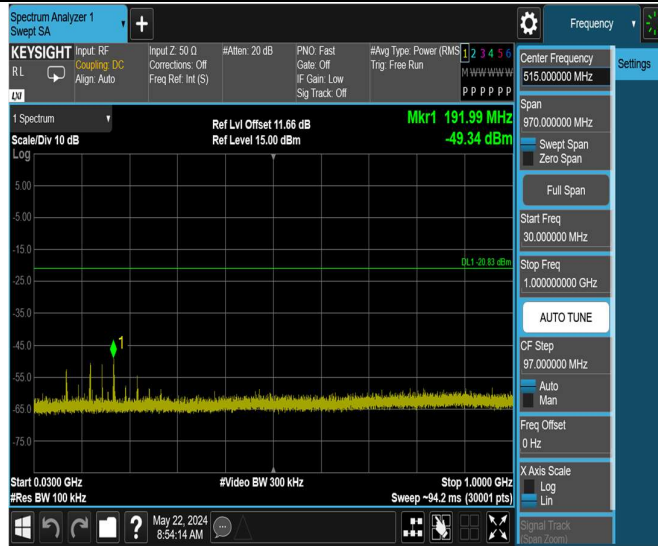 Spectrum Analyzer 1
Swept SA
+
Frequency
KEYSIGHT
RL
LXI
Input: RF
Coupling: DC
Align: Auto
Input Z: 50 Ω
Corrections: Off
Freq Ref: Int (S)
#Atten: 20 dB
PNO: Fast
Gate: Off
IF Gain: Low
Sig Track: Off
#Avg Type: Power (RMS
Trig: Free Run
1 2 3 4 5 6
M W W W W W
P P P P P P
1 Spectrum
Scale/Div 10 dB
Log
Ref Lvl Offset 11.66 dB
Ref Level 15.00 dBm
Mkr1 191.99 MHz
-49.34 dBm
5.00
-5.00
-15.0
DL1 -20.83 dBm
-25.0
-35.0
-45.0
1
-55.0
-65.0
-75.0
Start 0.0300 GHz
#Res BW 100 kHz
#Video BW 300 kHz
Stop 1.0000 GHz
Sweep ~94.2 ms (30001 pts)
?
May 22, 2024
8:54:14 AM
Center Frequency
515.000000 MHz
Settings
Span
970.000000 MHz
Swept Span
Zero Span
Full Span
Start Freq
30.000000 MHz
Stop Freq
1.000000000 GHz
AUTO TUNE
CF Step
97.000000 MHz
Auto
Man
Freq Offset
0 Hz
X Axis Scale
Log
Lin
Signal Track
(Span Zoom)